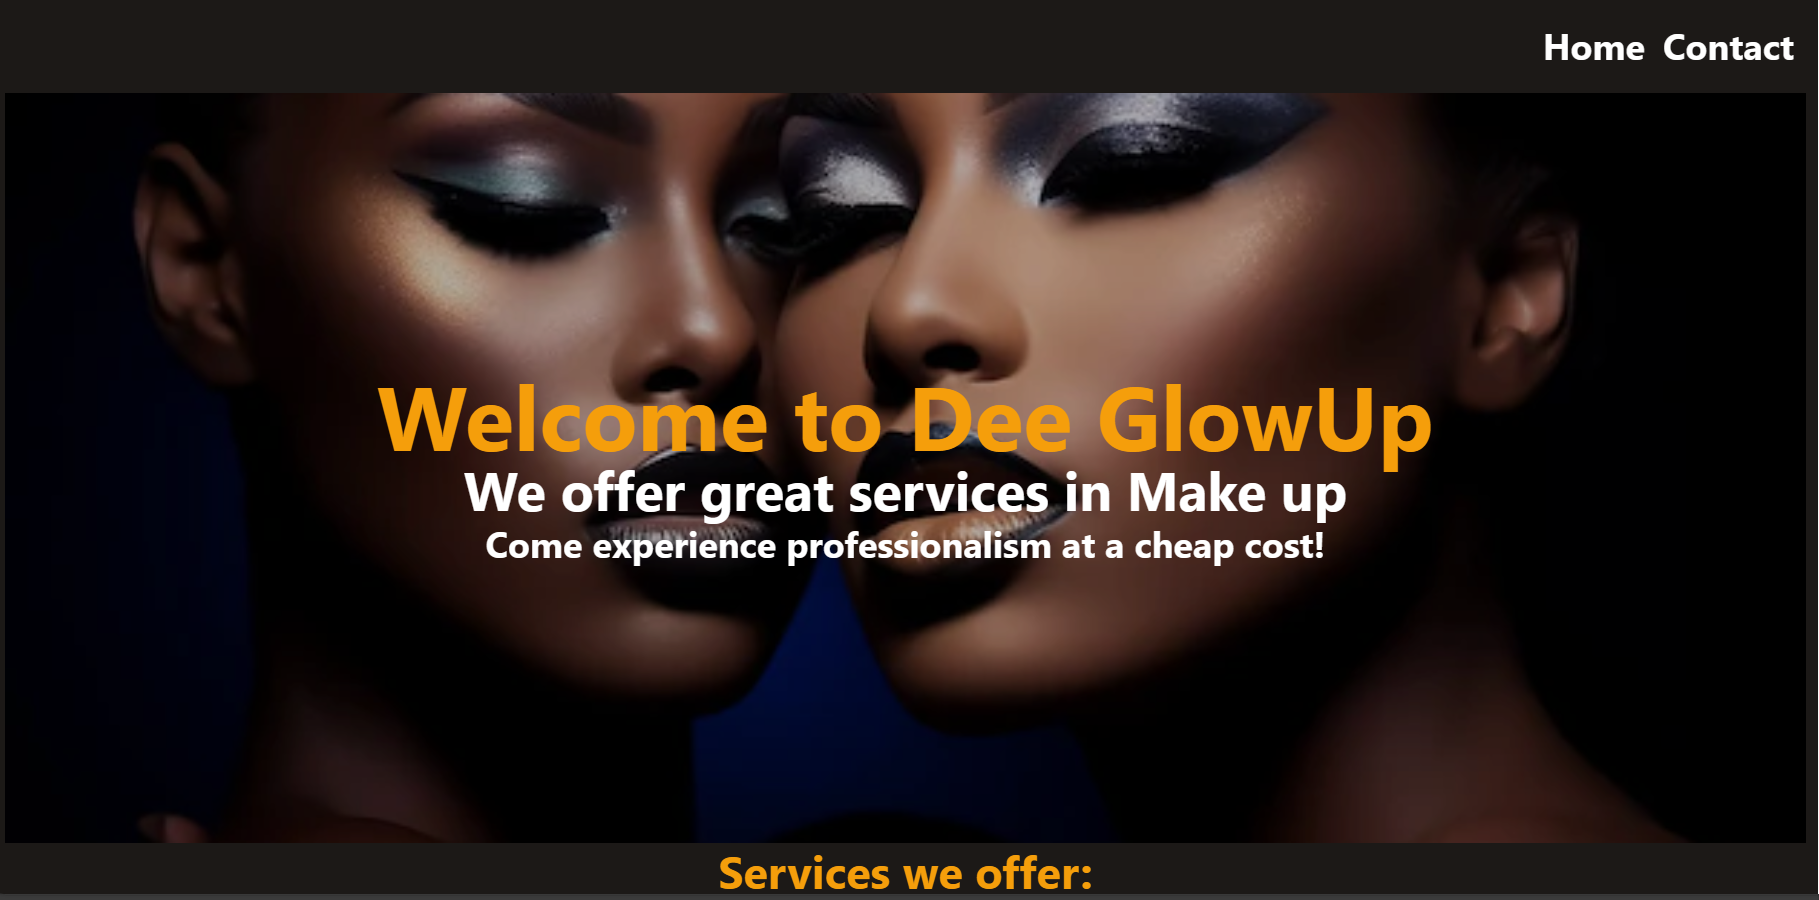 Home Contact
Welcome to Dee GlowUp
We offer great services in Make up
Come experience professionalism at a cheap cost!
Services we offer: